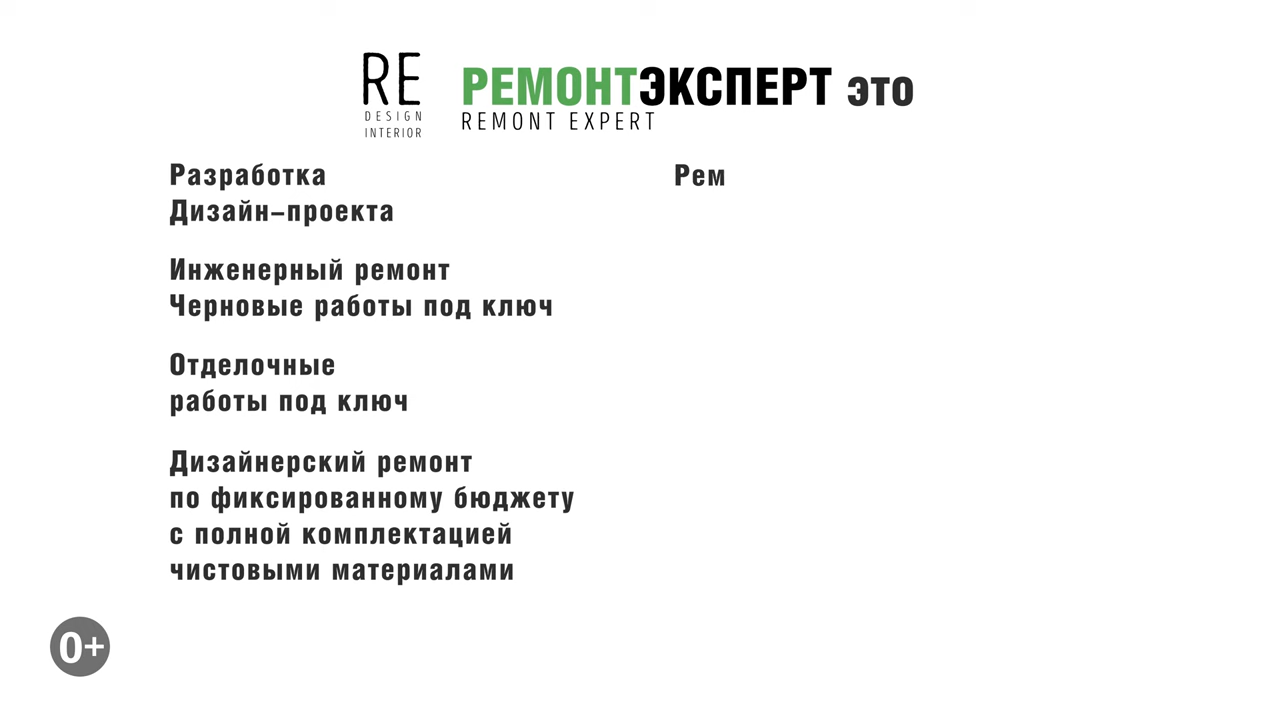 RE
DESIGN
INTERIOR
РЕМОНТЭКСПЕРТ это
REMONT EXPERT
Разработка
Дизайн–проекта
Инженерный ремонт
Черновые работы под ключ
Отделочные
работы под ключ
Дизайнерский ремонт
по фиксированному бюджету
с полной комплектацией
чистовыми материалами
Рем
0+